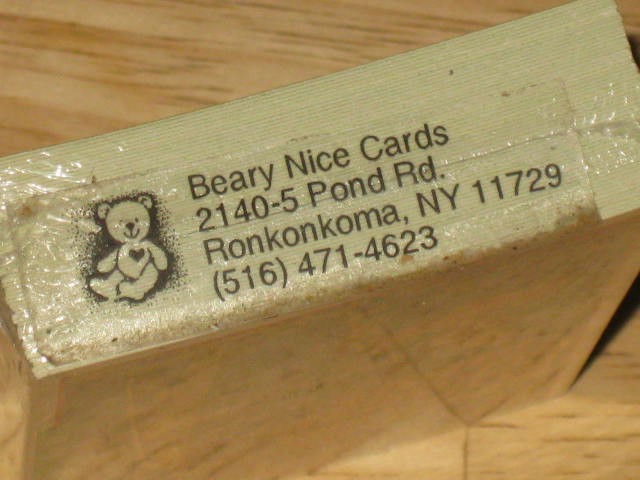 Beary Nice Cards
2140-5 Pond Rd.
Ronkonkoma, NY 11729
(516) 471-4623